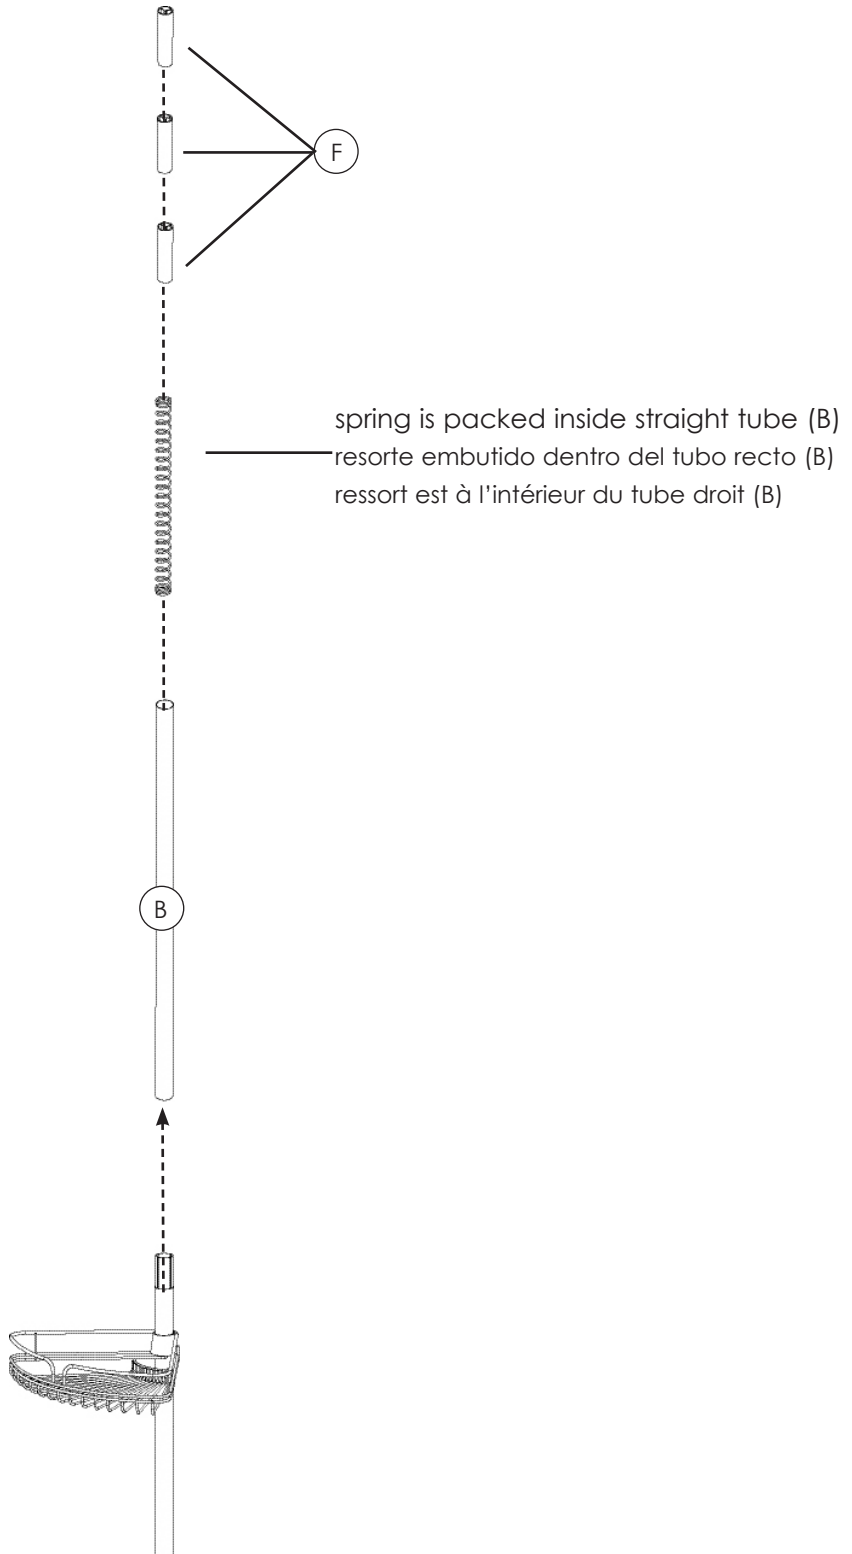 F
spring is packed inside straight tube (B)
resorte embutido dentro del tubo recto (B)
ressort est à l'intérieur du tube droit (B)
B